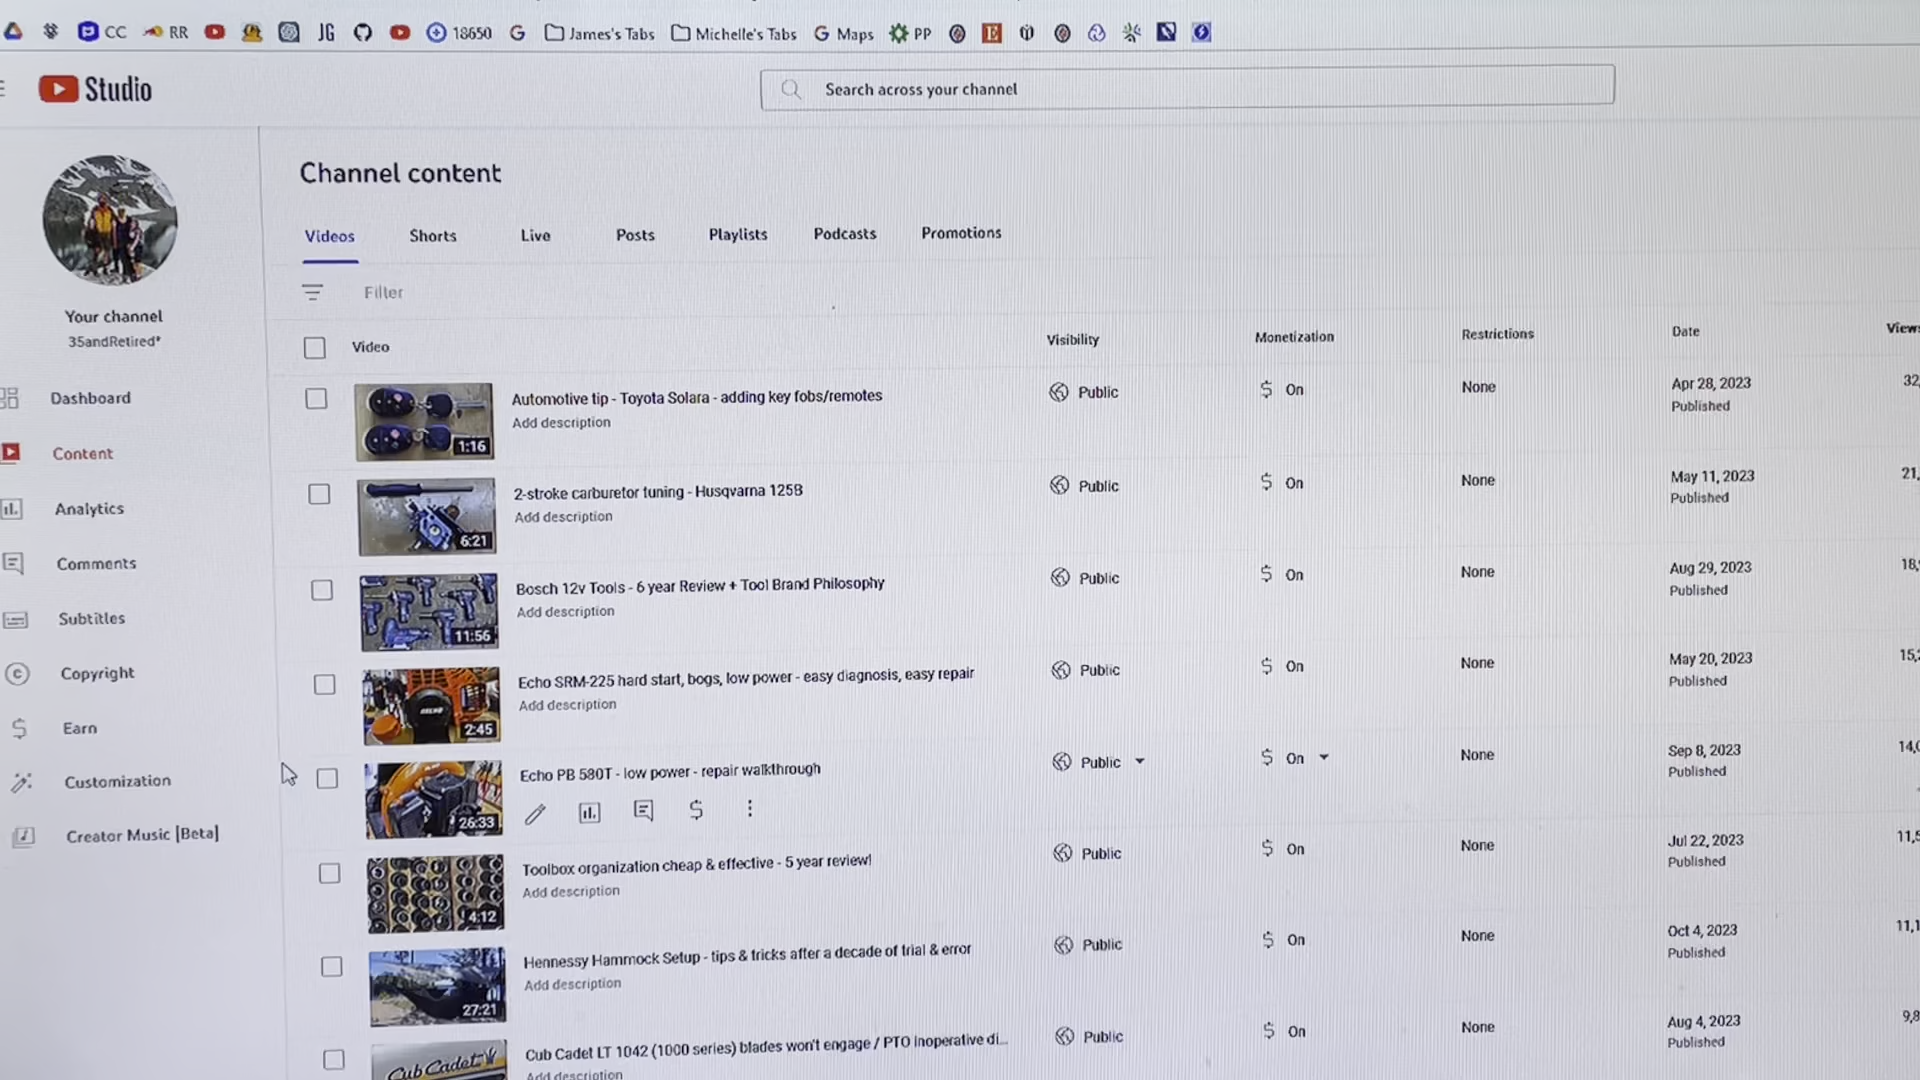 CC RR JG 18650 James's Tabs Michelle's Tabs Maps PP
Studio
Search across your channel
Your channel
35andRetired*
Dashboard
Content
Analytics
Comments
Subtitles
Copyright
Earn
Customization
Creator Music [Beta]
Channel content
Videos Shorts Live Posts Playlists Podcasts Promotions
Filter
Video Visibility Monetization Restrictions Date Views
1:16 Automotive tip - Toyota Solara - adding key fobs/remotes Public On None Apr 28, 2023 32,
Add description Published
6:21 2-stroke carburetor tuning - Husqvarna 125B Public On None May 11, 2023 21,
Add description Published
11:56 Bosch 12v Tools - 6 year Review + Tool Brand Philosophy Public On None Aug 29, 2023 18,
Add description Published
2:45 Echo SRM-225 hard start, bogs, low power - easy diagnosis, easy repair Public On None May 20, 2023 15,
Add description Published
26:33 Echo PB 580T - low power - repair walkthrough Public On None Sep 8, 2023 14,
Published
4:12 Toolbox organization cheap & effective - 5 year review! Public On None Jul 22, 2023 11,
Add description Published
27:21 Hennessy Hammock Setup - tips & tricks after a decade of trial & error Public On None Oct 4, 2023 11,1
Add description Published
Cub Cadet Cub Cadet LT 1042 (1000 series) blades won't engage / PTO inoperative di... Public On None Aug 4, 2023 9,8
Add description Published